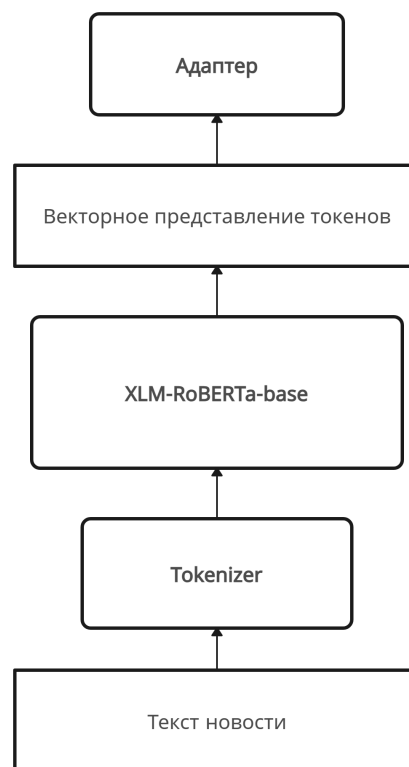 Адаптер
Векторное представление токенов
XLM-RoBERTa-base
Tokenizer
Текст новости